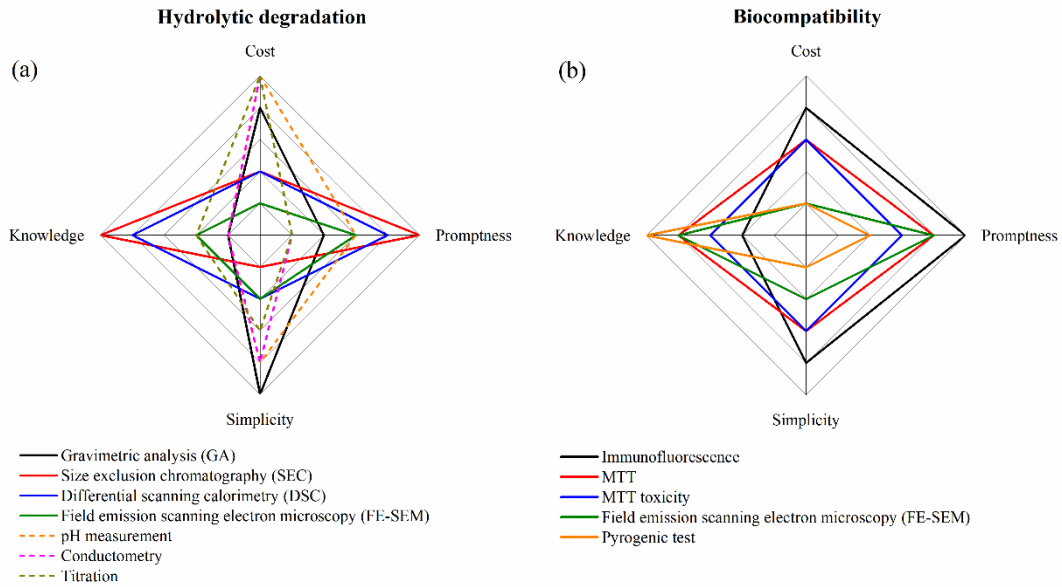 Hydrolytic degradation
Cost
(a)
Knowledge
Promptness
Simplicity
Gravimetric analysis (GA)
Size exclusion chromatography (SEC)
Differential scanning calorimetry (DSC)
Field emission scanning electron microscopy (FE-SEM)
pH measurement
Conductometry
Titration
Biocompatibility
Cost
(b)
Knowledge
Promptness
Simplicity
Immunofluorescence
MTT
MTT toxicity
Field emission scanning electron microscopy (FE-SEM)
Pyrogenic test